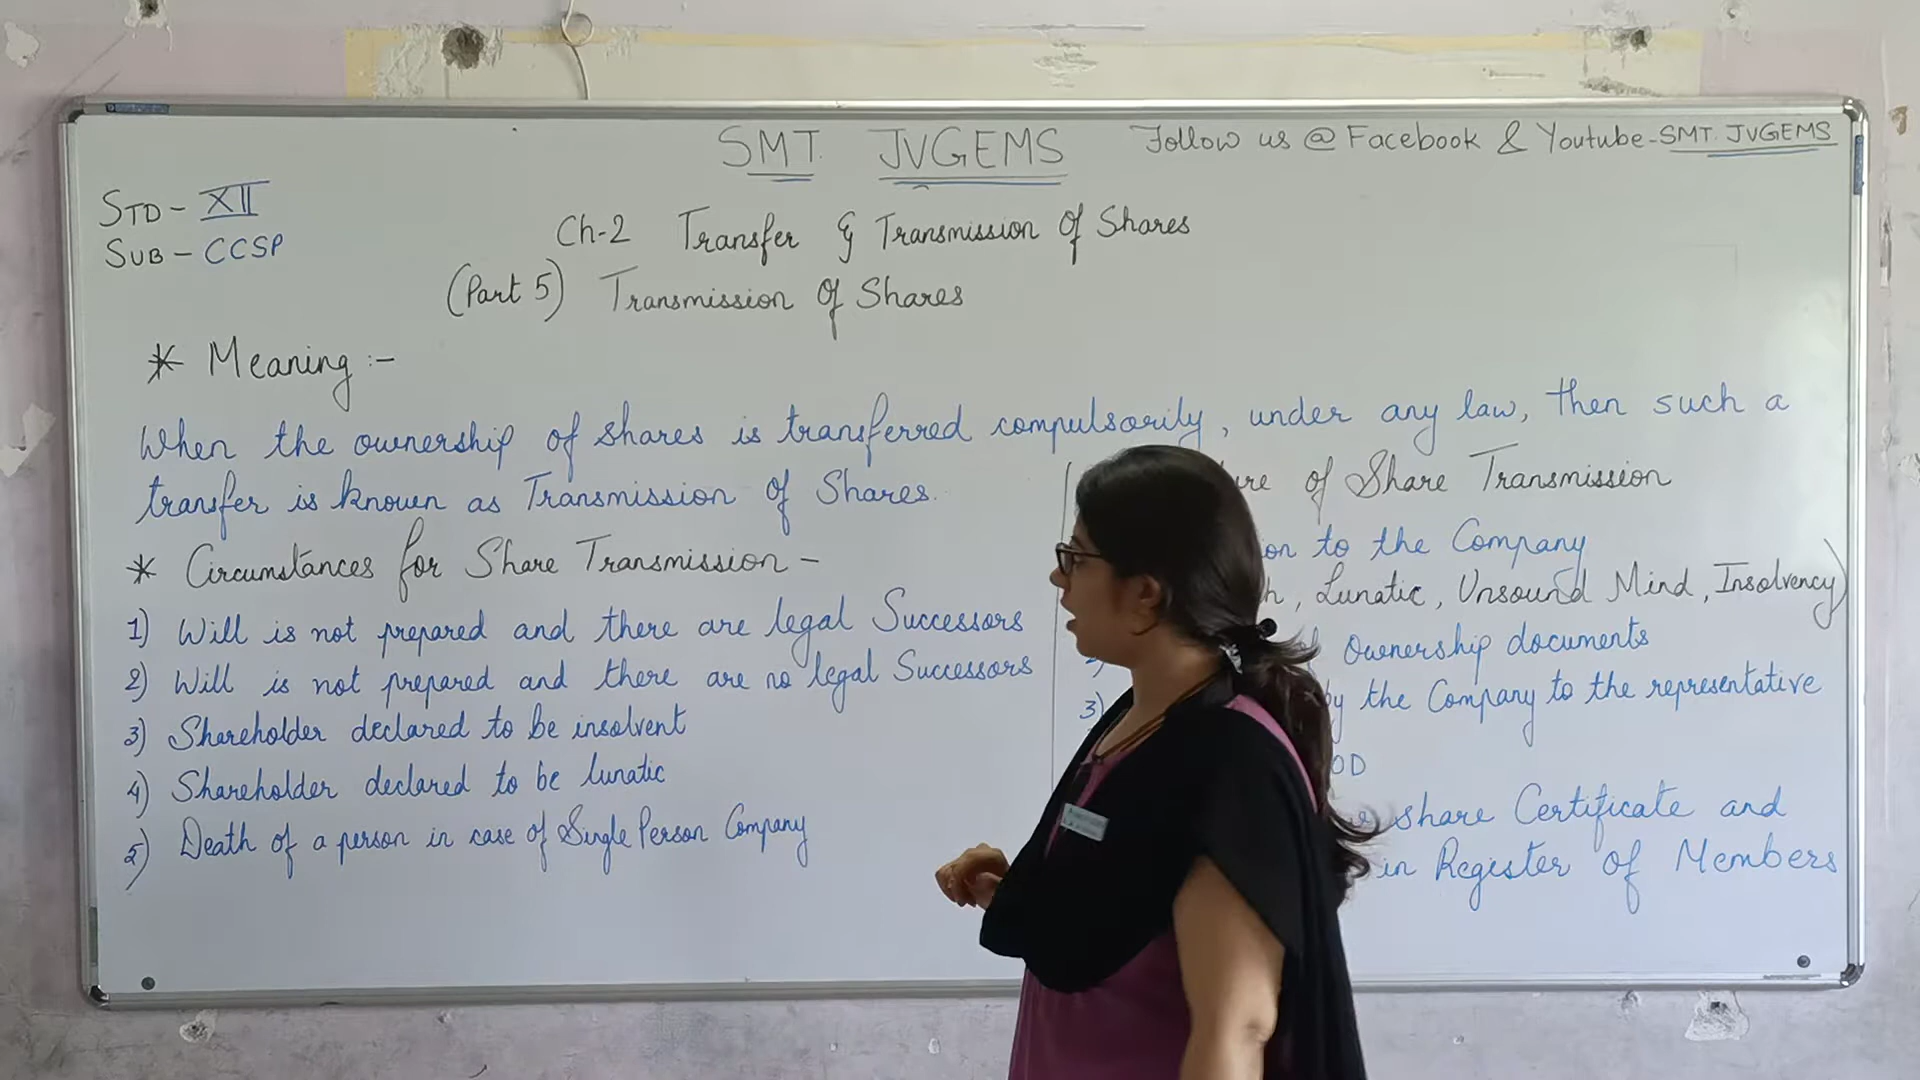 SMT. JVGEMS
Follow us @ Facebook & Youtube-SMT. JVGEMS
STD - XII
SUB - CCSP
Ch-2 Transfer & Transmission Of Shares
(Part 5) Transmission Of Shares
* Meaning :-
When the ownership of shares is transferred compulsorily, under any law, then such a
transfer is known as Transmission Of Shares.
* Circumstances for Share Transmission -
1) Will is not prepared and there are legal Successors
2) Will is not prepared and there are no legal Successors
3) Shareholder declared to be insolvent
4) Shareholder declared to be lunatic
5) Death of a person in case of Single Person Company
of Share Transmission
to the Company
, Lunatic, Unsound Mind, Insolvency)
Ownership documents
3) by the Company to the representative
share Certificate and
in Register of Members